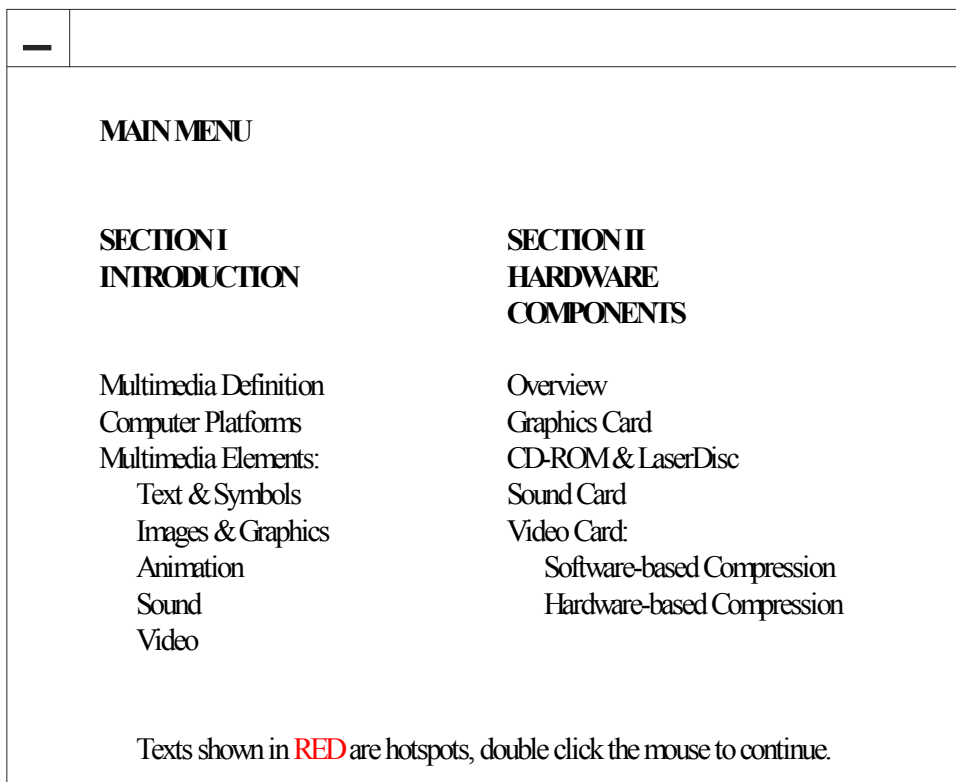 MAIN MENU
SECTION I
INTRODUCTION
Multimedia Definition
Computer Platforms
Multimedia Elements:
Text & Symbols
Images & Graphics
Animation
Sound
Video
SECTION II
HARDWARE
COMPONENTS
Overview
Graphics Card
CD-ROM & LaserDisc
Sound Card
Video Card:
Software-based Compression
Hardware-based Compression
Texts shown in RED are hotspots, double click the mouse to continue.